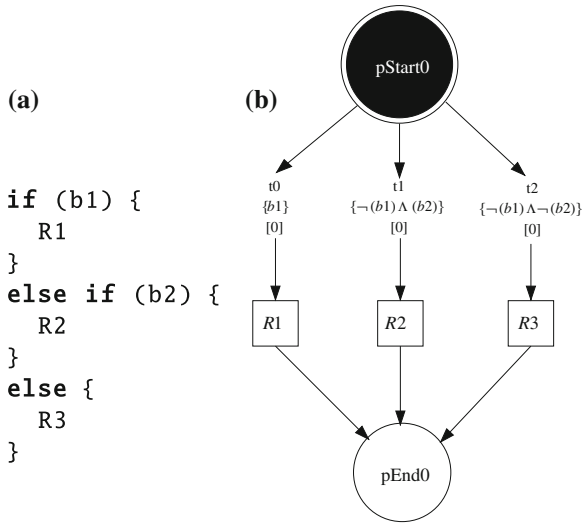 (a)
if (b1) {
R1
}
else if (b2) {
R2
}
else {
R3
}
(b)
pStart0
t0
{b1}
[0]
t1
{¬(b1)∧(b2)}
[0]
t2
{¬(b1)∧¬(b2)}
[0]
R1
R2
R3
pEnd0